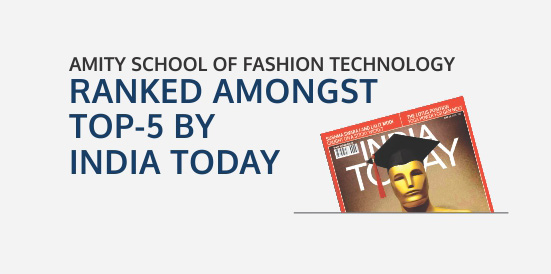 AMITY SCHOOL OF FASHION TECHNOLOGY
RANKED AMONGST
TOP-5 BY
INDIA TODAY
INDIA
TODAY